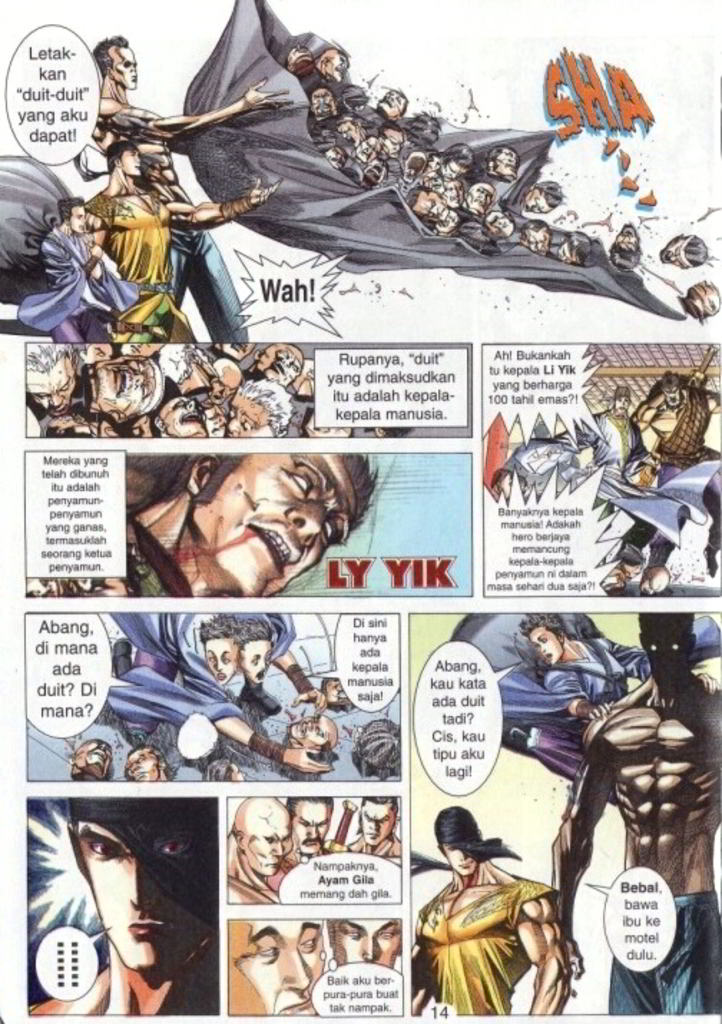 Letak-
kan
"duit-duit"
yang aku
dapat!
SHA
Wah!
Rupanya, "duit"
yang dimaksudkan
itu adalah kepala-
kepala manusia.
Ah! Bukankah
tu kepala Li Yik
yang berharga
100 tahil emas?!
Banyaknya kepala
manusia! Adakah
hero berjaya
memancung
kepala-kepala
penyamun ni dalam
masa sehari dua saja?!
Mereka yang
telah dibunuh
itu adalah
penyamun-
penyamun
yang ganas,
termasuklah
seorang ketua
penyamun.
LY YIK
Abang,
di mana
ada
duit? Di
mana?
Di sini
hanya
ada
kepala
manusia
saja!
Abang,
kau kata
ada duit
tadi?
Cis, kau
tipu aku
lagi!
Bebal,
bawa
ibu ke
motel
dulu.
Nampaknya,
Ayam Gila
memang dah gila.
Baik aku ber-
pura-pura buat
tak nampak.
14